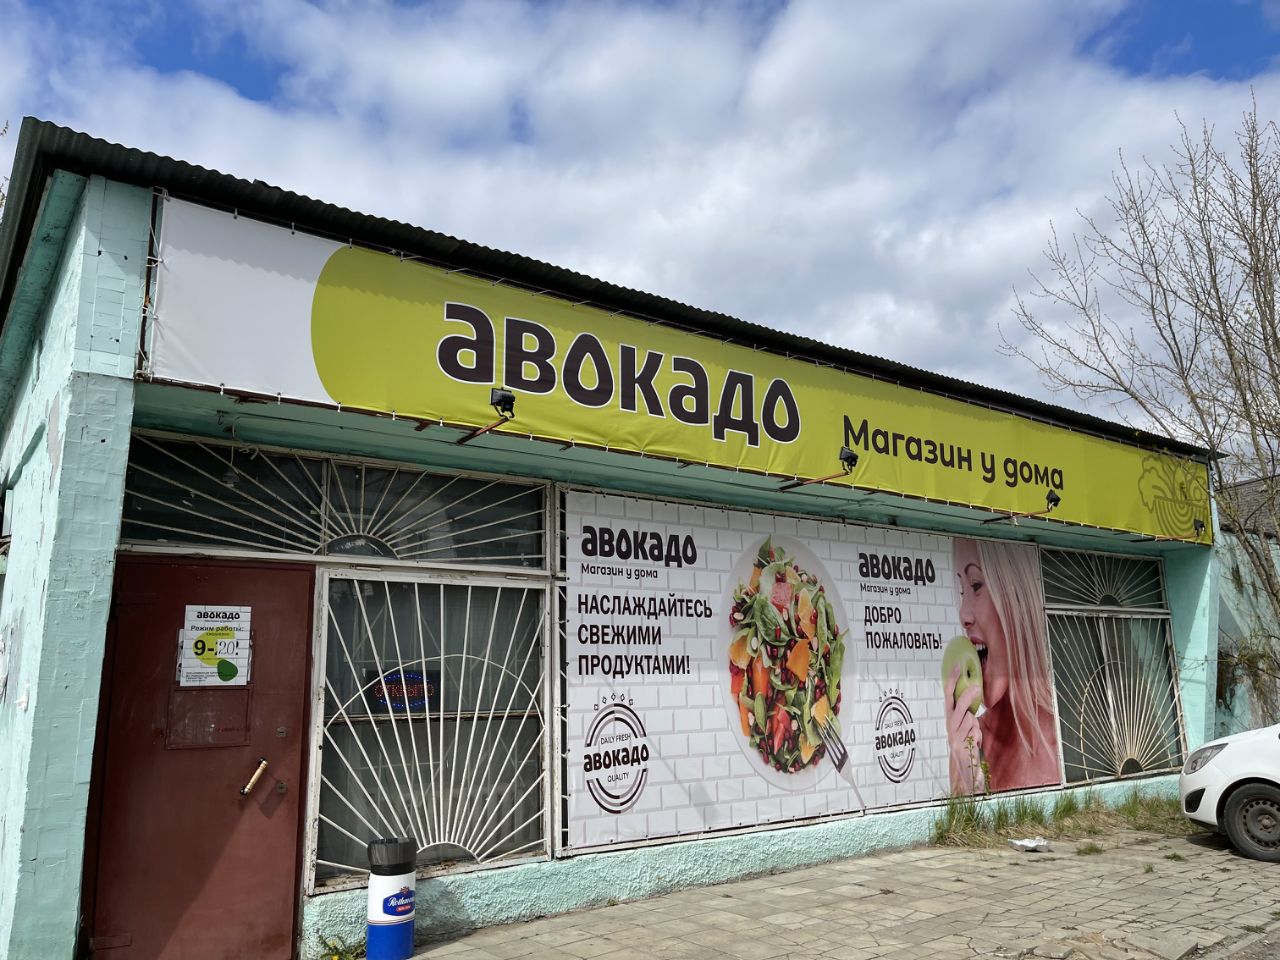 авокадо
Магазин у дома
авокадо
Магазин у дома
НАСЛАЖДАЙТЕСЬ
СВЕЖИМИ
ПРОДУКТАМИ!
DAILY FRESH
авокадо
QUALITY
авокадо
Магазин у дома
ДОБРО
ПОЖАЛОВАТЬ!
DAILY FRESH
авокадо
QUALITY
авокадо
Режим работы:
9-20
ОТКРЫТО